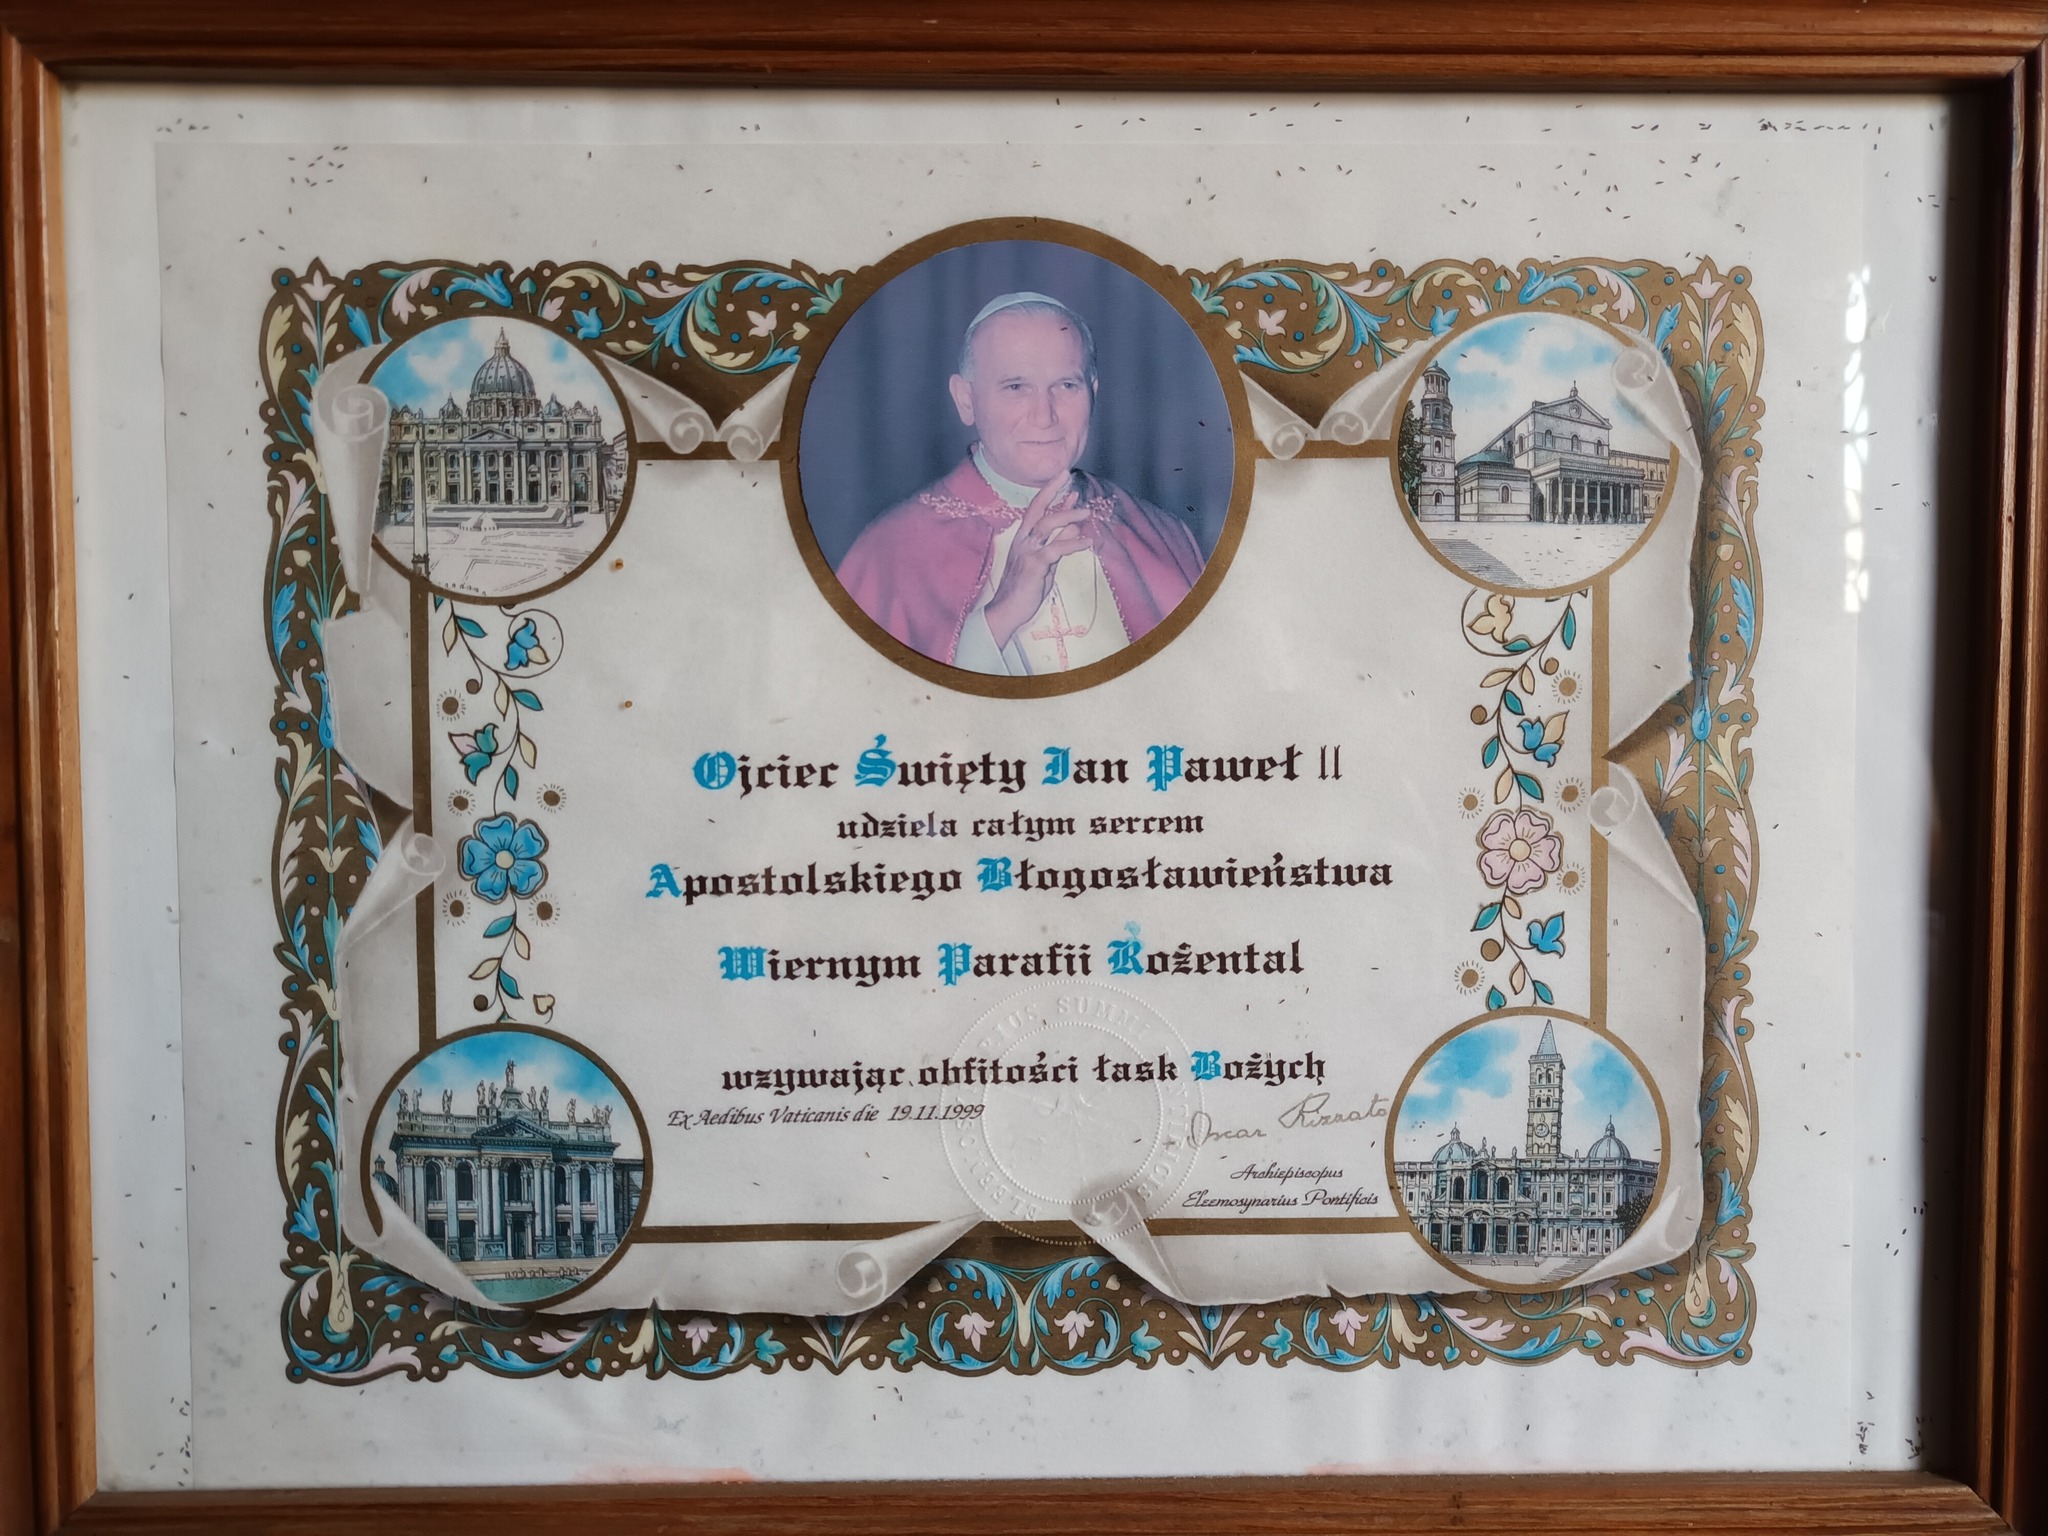 Ojciec Święty Jan Paweł II
udziela całym sercem
Apostolskiego Błogosławieństwa
Wiernym Parafii Rożental
wzywając obfitości łask Bożych
Ex Aedibus Vaticanis die 19.11.1999
Oscar Rizzato
Archiepiscopus
Eleemosynarius Pontificis
SUMMI